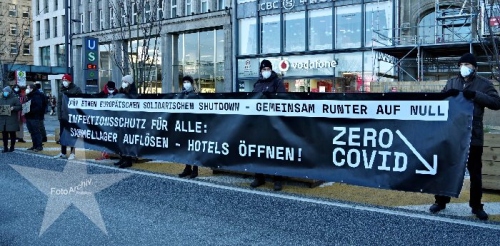 CBC
vodafone
U S
FÜR EINEN EUROPÄISCHEN SOLIDARISCHEN SHUTDOWN - GEMEINSAM RUNTER AUF NULL
INFEKTIONSSCHUTZ FÜR ALLE:
SAMMELLAGER AUFLÖSEN - HOTELS ÖFFNEN!
ZERO
COVID
FotoArchiv